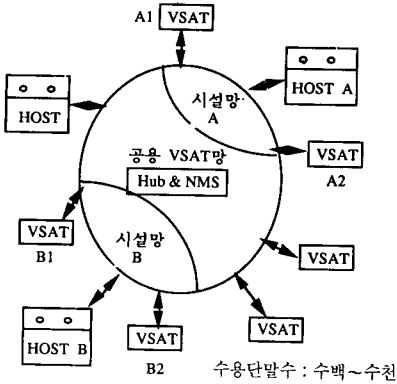 A1 VSAT
HOST
시설망
A
HOST A
공용 VSAT망
Hub & NMS
VSAT
A2
VSAT
B1
시설망
B
VSAT
HOST B
VSAT
B2
VSAT
수용단말수 : 수백~수천